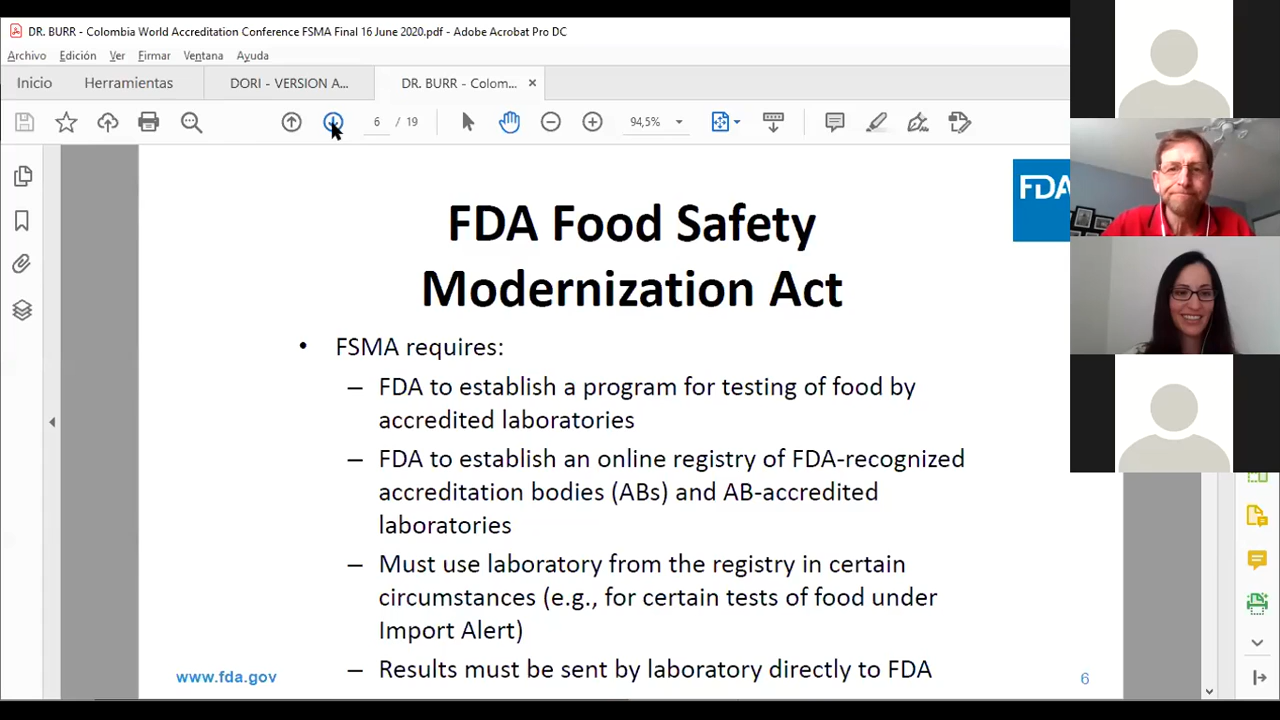 DR. BURR - Colombia World Accreditation Conference FSMA Final 16 June 2020.pdf - Adobe Acrobat Pro DC
Archivo Edición Ver Firmar Ventana Ayuda
Inicio Herramientas DORI - VERSION A... DR. BURR - Colom... ×
6 / 19 94,5%
FDA
FDA Food Safety
Modernization Act
• FSMA requires:
– FDA to establish a program for testing of food by
accredited laboratories
– FDA to establish an online registry of FDA-recognized
accreditation bodies (ABs) and AB-accredited
laboratories
– Must use laboratory from the registry in certain
circumstances (e.g., for certain tests of food under
Import Alert)
– Results must be sent by laboratory directly to FDA
www.fda.gov 6